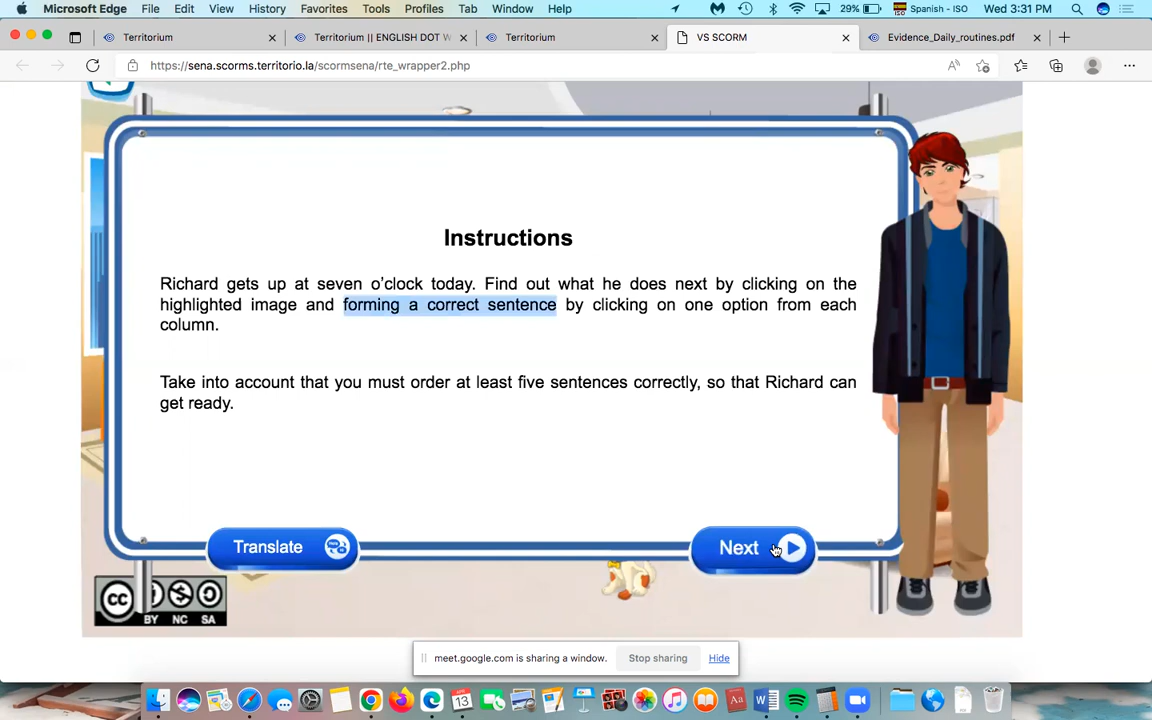 Microsoft Edge File Edit View History Favorites Tools Profiles Tab Window Help 29% Spanish - ISO Wed 3:31 PM
Territorium Territorium || ENGLISH DOT W Territorium VS SCORM Evidence_Daily_routines.pdf
https://sena.scorms.territorio.la/scormsena/rte_wrapper2.php
Instructions
Richard gets up at seven o'clock today. Find out what he does next by clicking on the
highlighted image and forming a correct sentence by clicking on one option from each
column.
Take into account that you must order at least five sentences correctly, so that Richard can
get ready.
Translate Next
cc
BY NC SA
meet.google.com is sharing a window. Stop sharing Hide
13